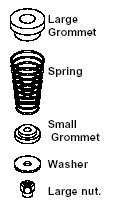 Large
Grommet
Spring
Small
Grommet
Washer
Large nut.